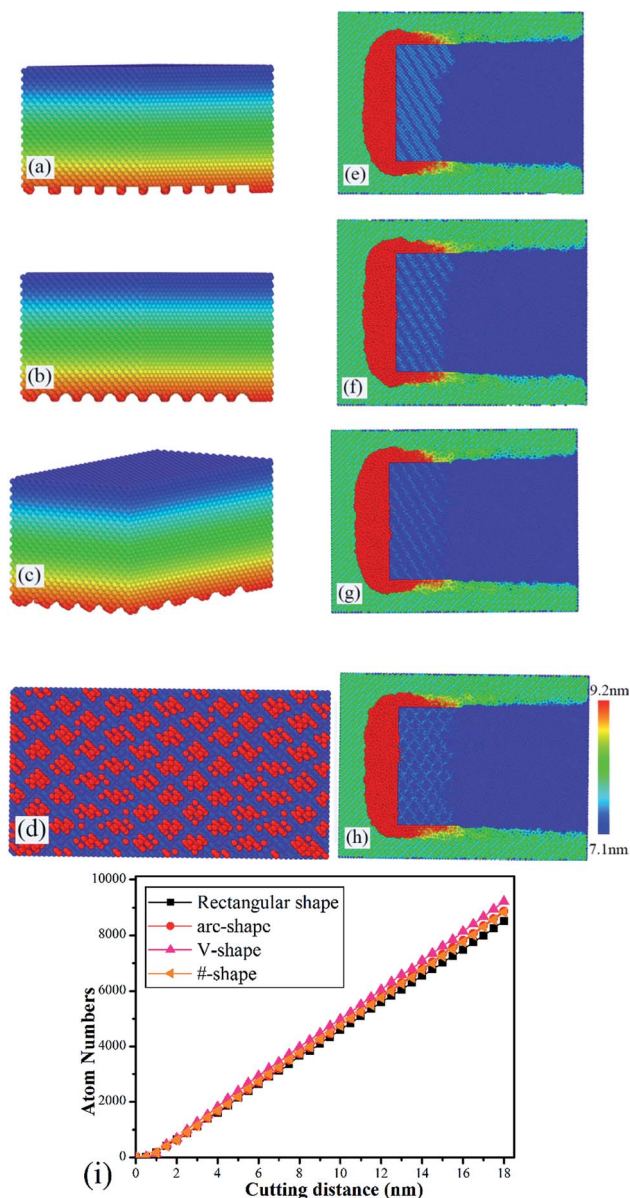 (a)
(e)
(b)
(f)
(c)
(g)
(d)
(h)
9.2nm
7.1nm
10000
8000
6000
4000
2000
0
Atom Numbers
Rectangular shape
arc-shape
V-shape
#-shape
0 2 4 6 8 10 12 14 16 18
Cutting distance (nm)
(i)